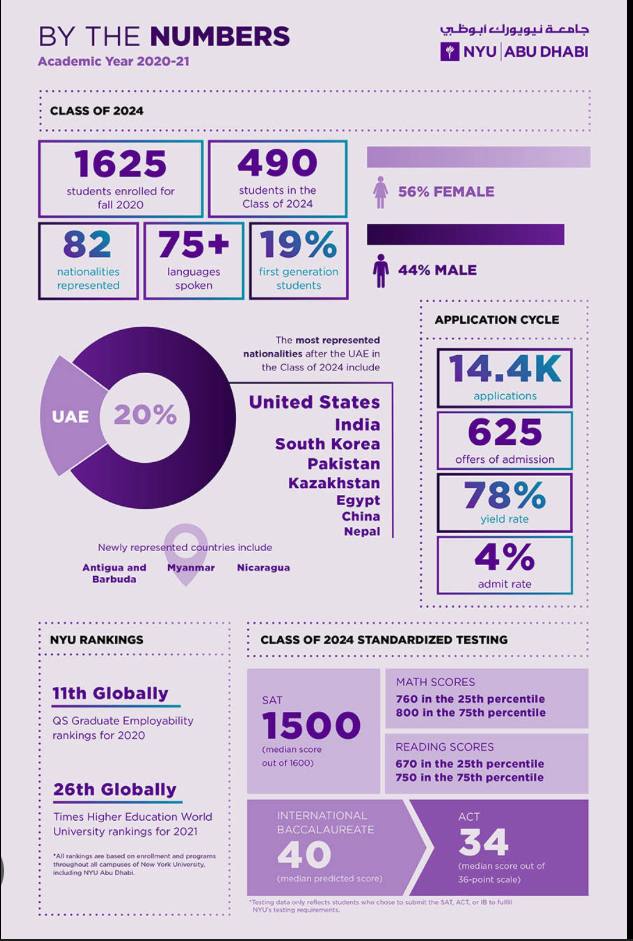 BY THE NUMBERS
Academic Year 2020-21
جامعـة نيويورك أبوظبي
NYU | ABU DHABI
CLASS OF 2024
1625
students enrolled for
fall 2020
490
students in the
Class of 2024
82
nationalities
represented
75+
languages
spoken
19%
first generation
students
56% FEMALE
44% MALE
UAE
20%
The most represented
nationalities after the UAE in
the Class of 2024 include
United States
India
South Korea
Pakistan
Kazakhstan
Egypt
China
Nepal
Newly represented countries include
Antigua and
Barbuda
Myanmar
Nicaragua
APPLICATION CYCLE
14.4K
applications
625
offers of admission
78%
yield rate
4%
admit rate
NYU RANKINGS
11th Globally
QS Graduate Employability
rankings for 2020
26th Globally
Times Higher Education World
University rankings for 2021
*All rankings are based on enrollment and programs
throughout all campuses of New York University,
including NYU Abu Dhabi.
CLASS OF 2024 STANDARDIZED TESTING
SAT
1500
(median score
out of 1600)
MATH SCORES
760 in the 25th percentile
800 in the 75th percentile
READING SCORES
670 in the 25th percentile
750 in the 75th percentile
INTERNATIONAL
BACCALAUREATE
40
(median predicted score)
ACT
34
(median score out of
36-point scale)
*Testing data only reflects students who chose to submit the SAT, ACT, or IB to fulfill
NYU's testing requirements.